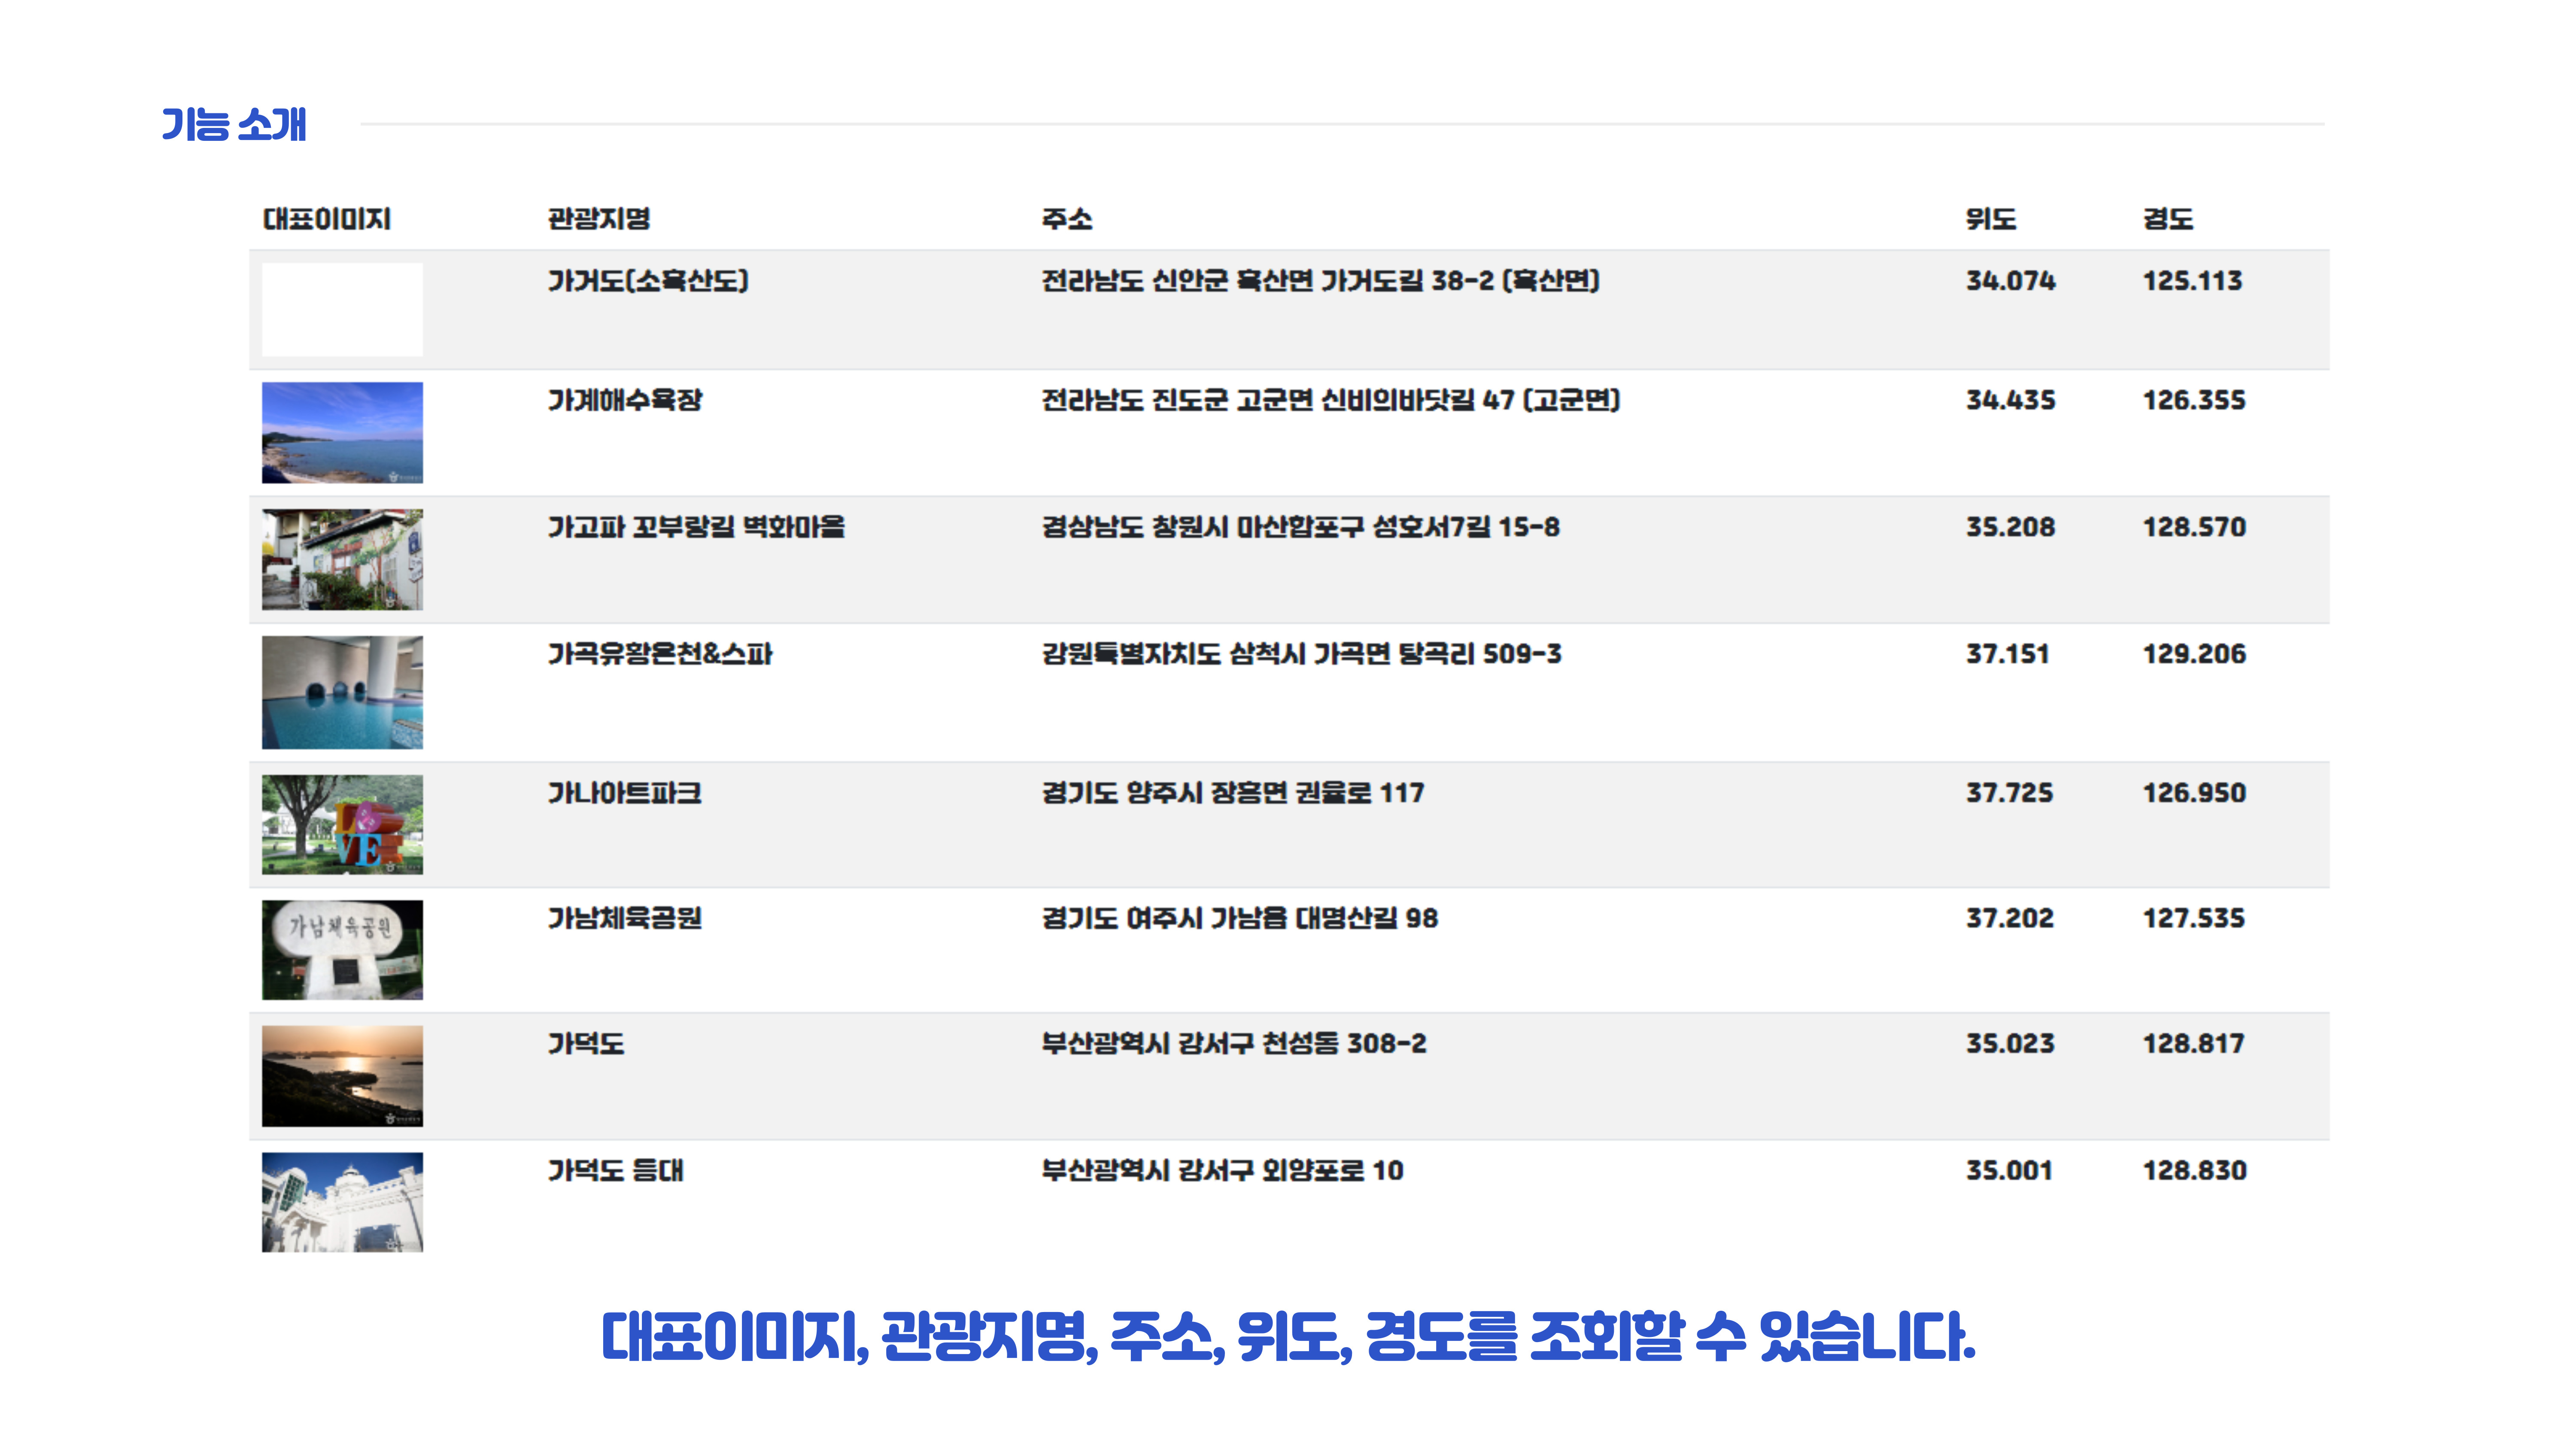 기능 소개
대표이미지 관광지명 주소 위도 경도
가거도(소흑산도) 전라남도 신안군 흑산면 가거도길 38-2 (흑산면) 34.074 125.113
가계해수욕장 전라남도 진도군 고군면 신비의바닷길 47 (고군면) 34.435 126.355
가고파 꼬부랑길 벽화마을 경상남도 창원시 마산합포구 성호서7길 15-8 35.208 128.570
가곡유황온천&스파 강원특별자치도 삼척시 가곡면 탕곡리 509-3 37.151 129.206
가나아트파크 경기도 양주시 장흥면 권율로 117 37.725 126.950
LOVE
가남체육공원 경기도 여주시 가남읍 대명산길 98 37.202 127.535
가남체육공원
가덕도 부산광역시 강서구 천성동 308-2 35.023 128.817
가덕도 등대 부산광역시 강서구 외양포로 10 35.001 128.830
대표이미지, 관광지명, 주소, 위도, 경도를 조회할 수 있습니다.